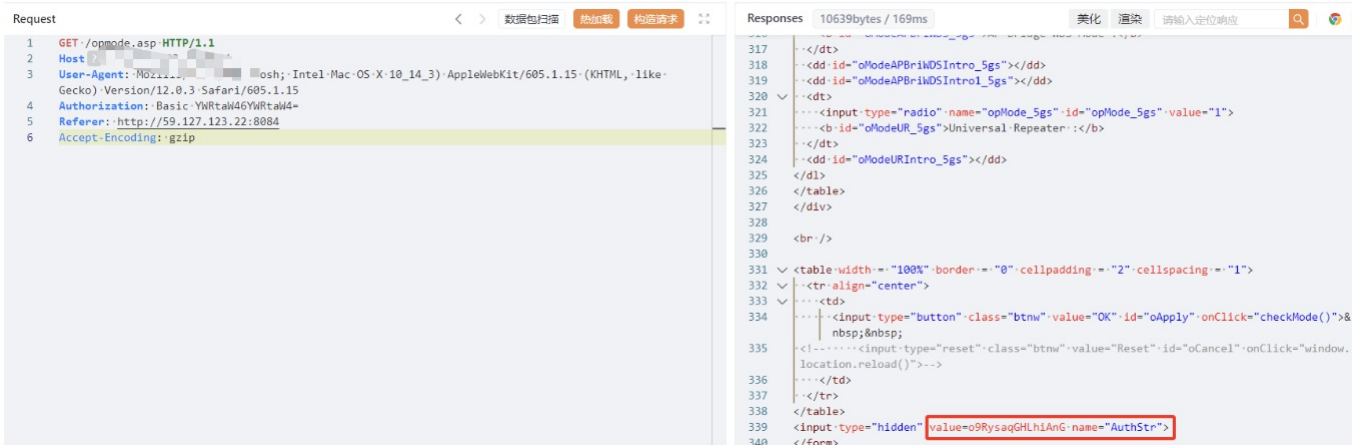 Request
数据包扫描 热加载 构造请求
1 GET /opmode.asp HTTP/1.1
2 Host
3 User-Agent: osh; Intel Mac OS X 10_14_3) AppleWebKit/605.1.15 (KHTML, like
Gecko) Version/12.0.3 Safari/605.1.15
4 Authorization: Basic YWRtaW46YWRtaW4=
5 Referer: http://59.127.123.22:8084
6 Accept-Encoding: gzip
Responses 10639bytes / 169ms 美化 渲染 请输入定位响应
317 </dt>
318 <dd id="oModeAPBriWDSIntro_5gs"></dd>
319 <dd id="oModeAPBriWDSIntro1_5gs"></dd>
320 <dt>
321 <input type="radio" name="opMode_5gs" id="opMode_5gs" value="1">
322 <b id="oModeUR_5gs">Universal Repeater :</b>
323 </dt>
324 <dd id="oModeURIntro_5gs"></dd>
325 </dl>
326 </table>
327 </div>
328
329 <br />
330
331 <table width = "100%" border = "0" cellpadding = "2" cellspacing = "1">
332 <tr align="center">
333 <td>
334 <input type="button" class="btnw" value="OK" id="oApply" onClick="checkMode()">&
nbsp;&nbsp;
335 <!-- <input type="reset" class="btnw" value="Reset" id="oCancel" onClick="window.
location.reload()">-->
336 </td>
337 </tr>
338 </table>
339 <input type="hidden" value=o9RysaqGHLhiAnG name="AuthStr">
340 </form>